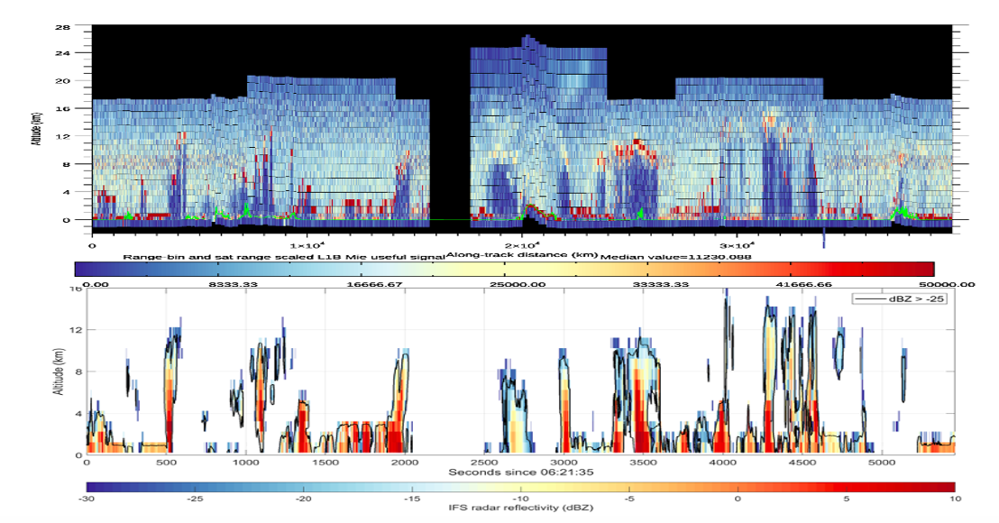 28
24
20
16
12
8
4
0
Altitude (km)
0 1×10⁴ 2×10⁴ 3×10⁴
Along-track distance (km)
Range-bin and sat range scaled L1B Mie useful signal Median value=11230.088
0.00 8333.33 16666.67 25000.00 33333.33 41666.66 50000.00
16
12
8
4
0
Altitude (km)
dBZ > -25
0 500 1000 1500 2000 2500 3000 3500 4000 4500 5000
Seconds since 06:21:35
-30 -25 -20 -15 -10 -5 0 5 10
IFS radar reflectivity (dBZ)